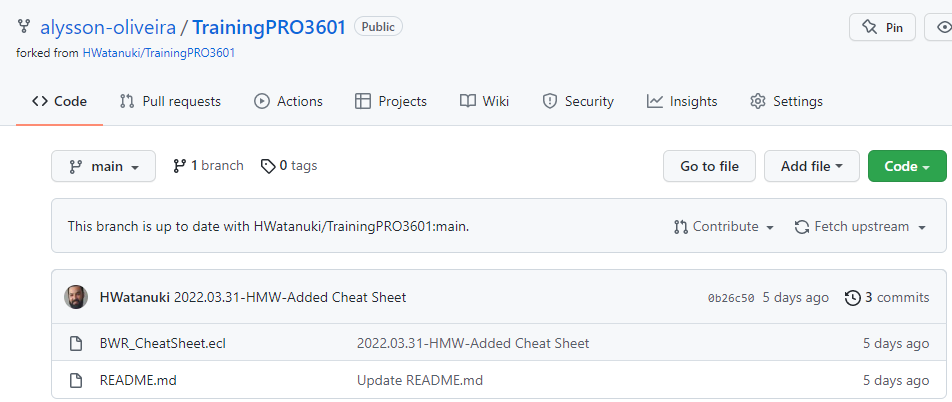 alysson-oliveira / TrainingPRO3601 Public
Pin
forked from HWatanuki/TrainingPRO3601
Code Pull requests Actions Projects Wiki Security Insights Settings
main 1 branch 0 tags Go to file Add file Code
This branch is up to date with HWatanuki/TrainingPRO3601:main. Contribute Fetch upstream
HWatanuki 2022.03.31-HMW-Added Cheat Sheet 0b26c50 5 days ago 3 commits
BWR_CheatSheet.ecl 2022.03.31-HMW-Added Cheat Sheet 5 days ago
README.md Update README.md 5 days ago